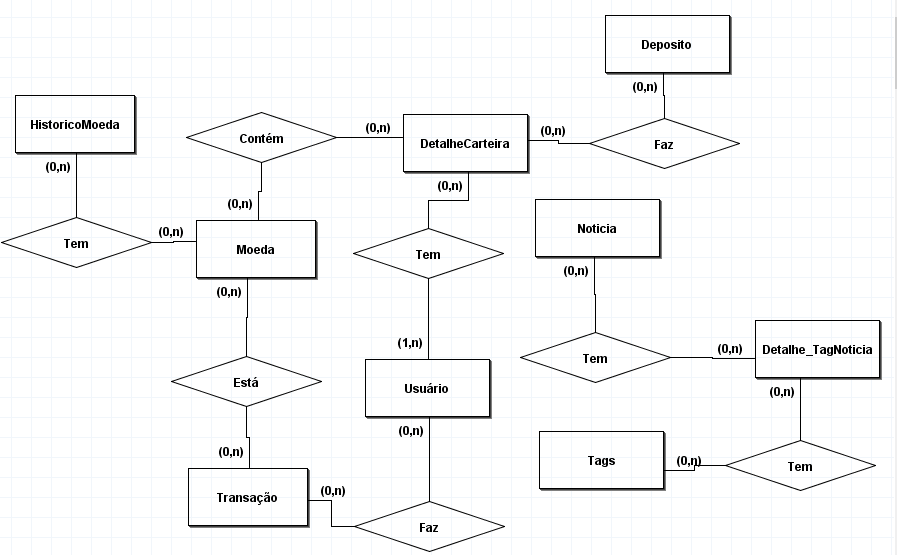 Deposito
(0,n)
HistoricoMoeda
(0,n)
Contém
(0,n)
DetalheCarteira
(0,n)
Faz
(0,n)
(0,n)
(0,n)
Tem
(0,n)
Moeda
Tem
Noticia
(0,n)
(0,n)
(1,n)
Tem
(0,n)
Detalhe_TagNoticia
Está
Usuário
(0,n)
(0,n)
(0,n)
Tags
(0,n)
Tem
Transação
(0,n)
Faz